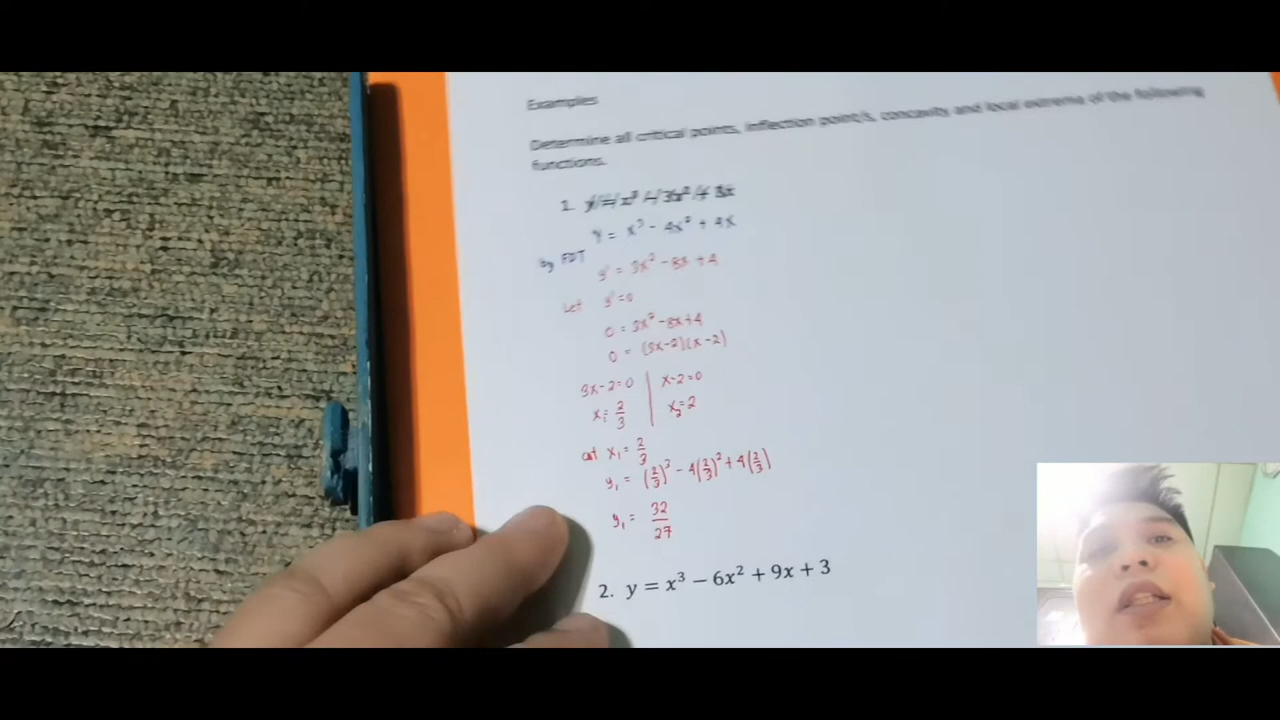 Examples
Determine all critical points, inflection point/s, concavity and local extrema of the following
functions.
1. y = x³ − 3x² + 3x
y = x³ − 4x² + 4x
by FDT
y' = 3x² − 8x + 4
Let y' = 0
0 = 3x² − 8x + 4
0 = (3x−2)(x−2)
3x−2=0 | x−2=0
x₁= 2/3 | x₂=2
at x₁ = 2/3
y₁ = (2/3)³ − 4(2/3)² + 4(2/3)
y₁ = 32/27
2. y = x³ − 6x² + 9x + 3